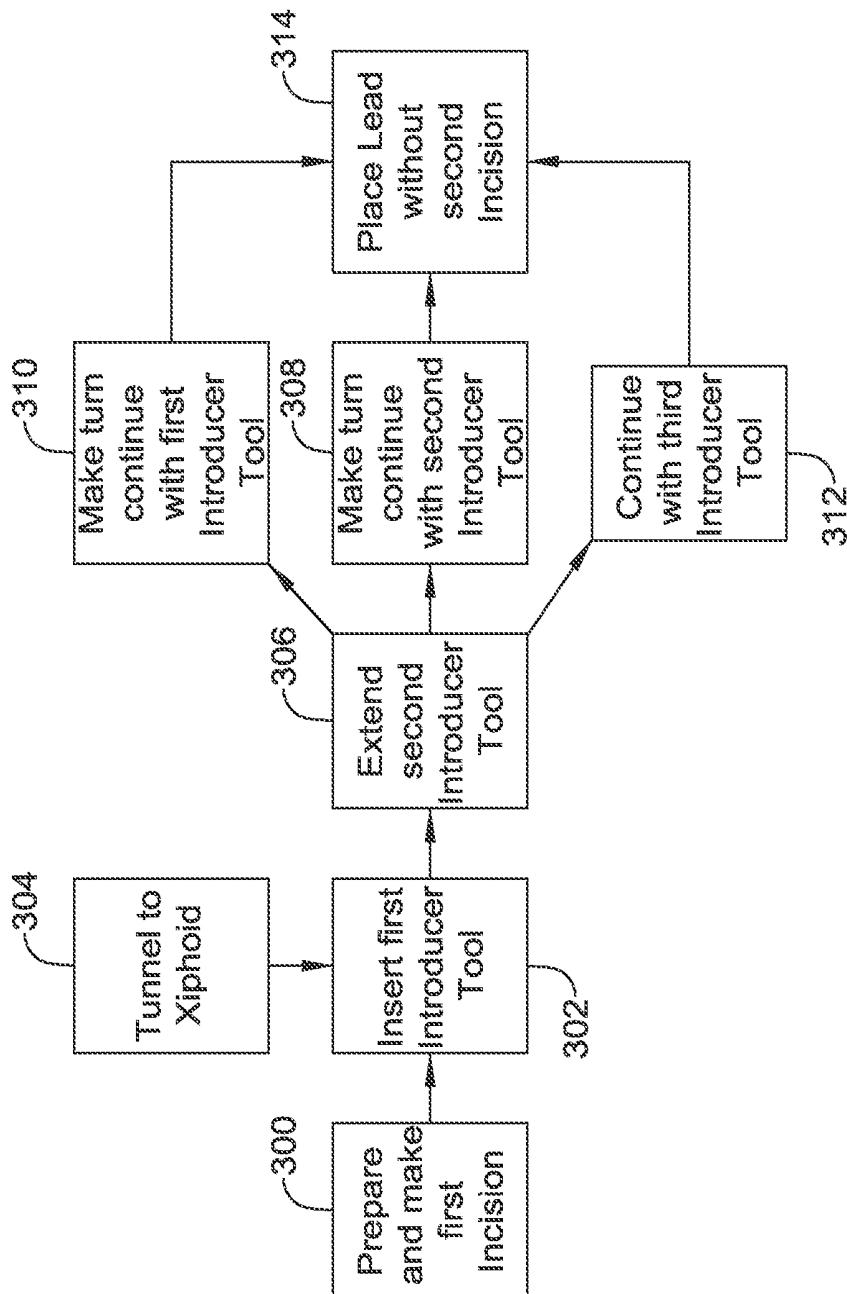 300
Prepare
and make
first
Incision
304
Tunnel to
Xiphoid
Insert first
Introducer
Tool
302
306
Extend
second
Introducer
Tool
310
Make turn
continue
with first
Introducer
Tool
308
Make turn
continue
with second
Introducer
Tool
Continue
with third
Introducer
Tool
312
314
Place Lead
without
second
Incision